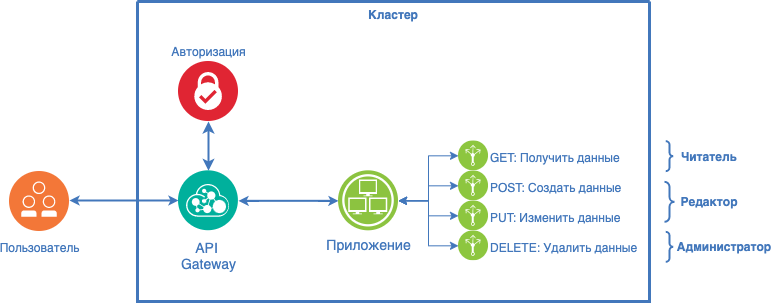 Кластер
Авторизация
Пользователь
API
Gateway
Приложение
GET: Получить данные
POST: Создать данные
PUT: Изменить данные
DELETE: Удалить данные
Читатель
Редактор
Администратор